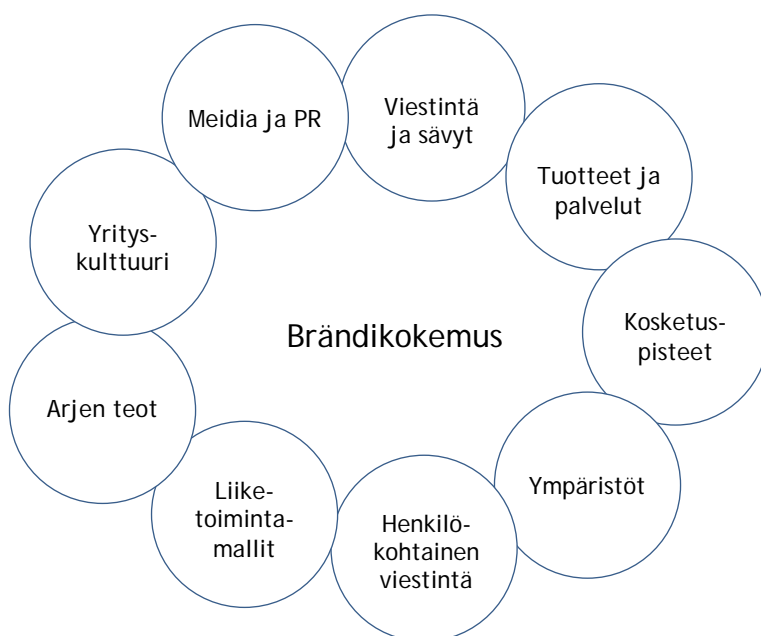 Meidia ja PR
Viestintä
ja sävyt
Tuotteet ja
palvelut
Yritys-
kulttuuri
Brändikokemus
Kosketus-
pisteet
Arjen teot
Ympäristöt
Liike-
toiminta-
mallit
Henkilö-
kohtainen
viestintä